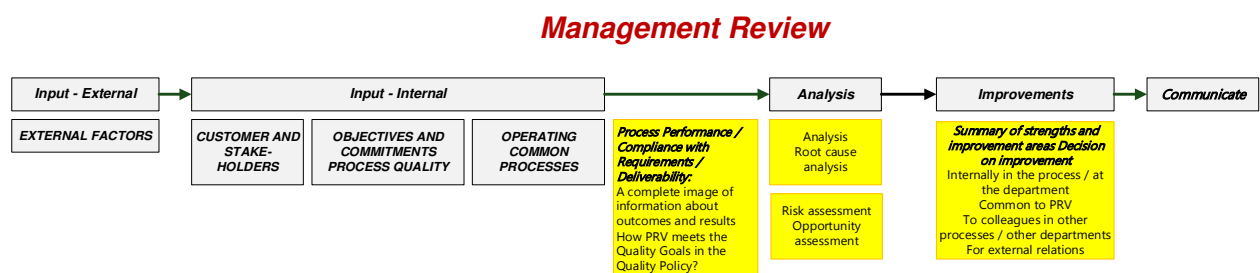 Management Review
Input - External
Input - Internal
Analysis
Improvements
Communicate
EXTERNAL FACTORS
CUSTOMER AND
STAKE-
HOLDERS
OBJECTIVES AND
COMMITMENTS
PROCESS QUALITY
OPERATING
COMMON
PROCESSES
Process Performance /
Compliance with
Requirements /
Deliverability:
A complete image of
information about
outcomes and results
How PRV meets the
Quality Goals in the
Quality Policy?
Analysis
Root cause
analysis
Risk assessment
Opportunity
assessment
Summary of strengths and
improvement areas Decision
on improvement
Internally in the process / at
the department
Common to PRV
To colleagues in other
processes / other departments
For external relations